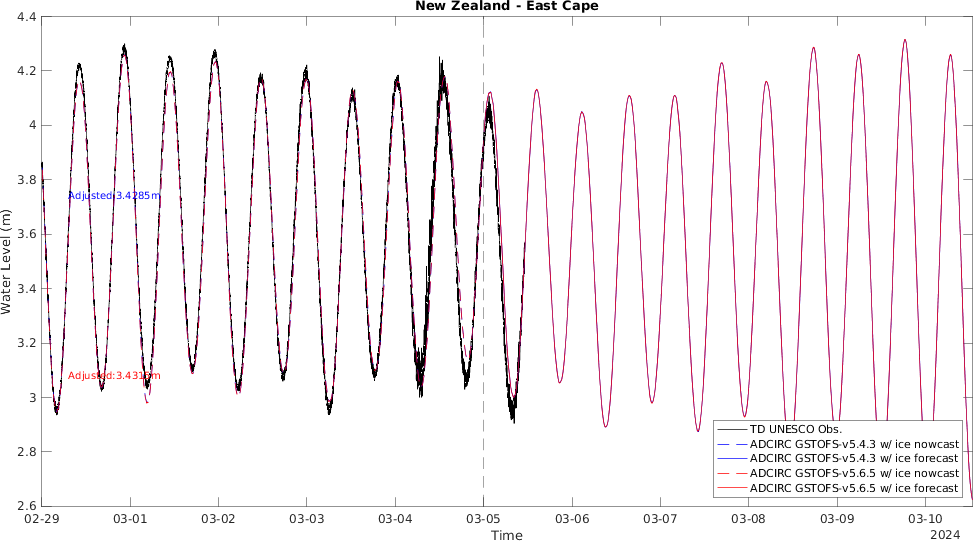 New Zealand - East Cape
Water Level (m)
4.4
4.2
4
3.8
3.6
3.4
3.2
3
2.8
2.6
Adjusted:3.4285m
TD UNESCO Obs.
ADCIRC GSTOFS-v5.4.3 w/ ice nowcast
ADCIRC GSTOFS-v5.4.3 w/ ice forecast
ADCIRC GSTOFS-v5.6.5 w/ ice nowcast
ADCIRC GSTOFS-v5.6.5 w/ ice forecast
02-29 03-01 03-02 03-03 03-04 03-05 03-06 03-07 03-08 03-09 03-10
Time
2024